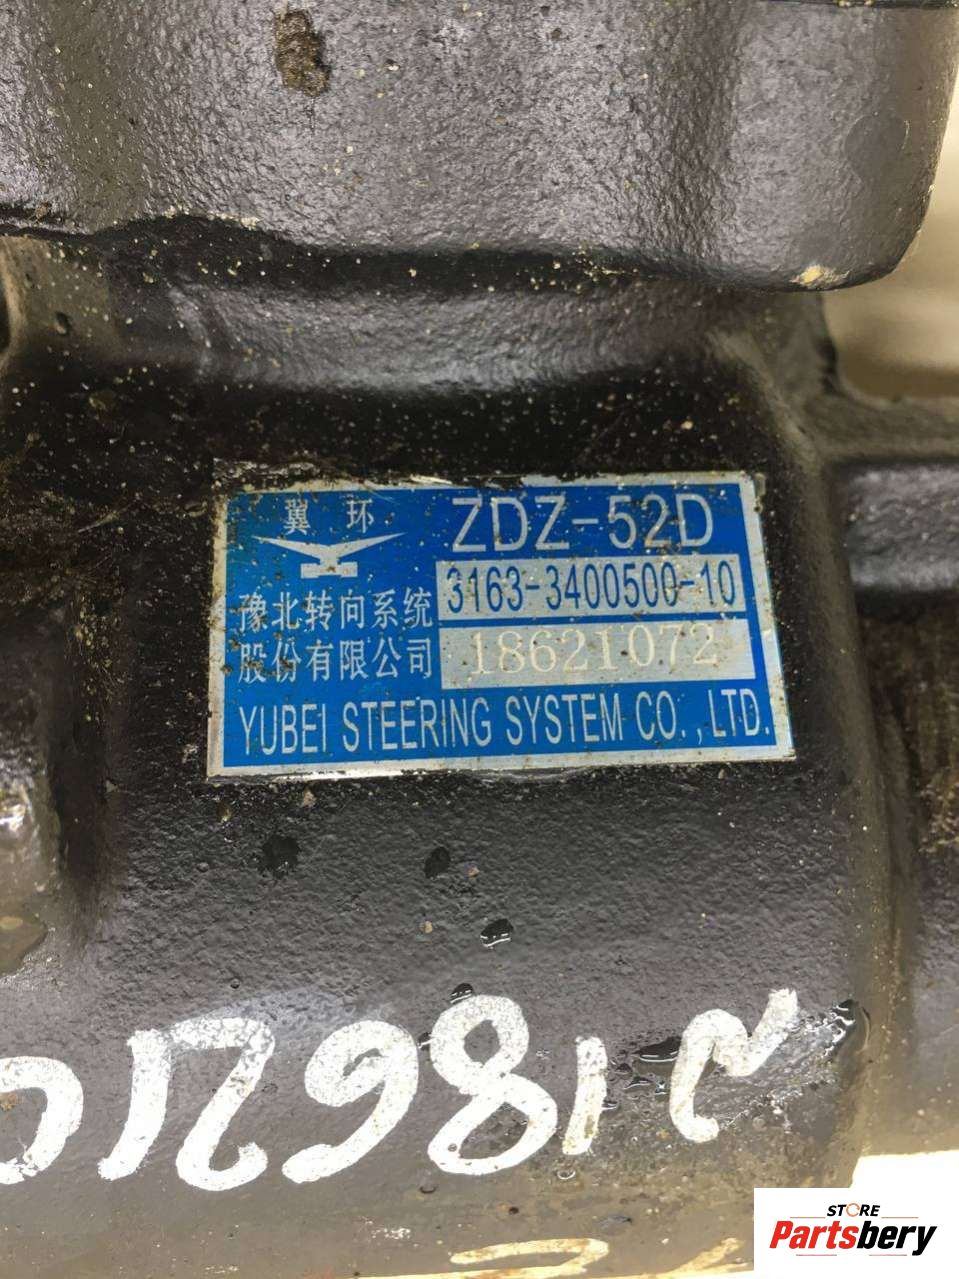 翼环
ZDZ-52D
3163-3400500-10
豫北转向系统
股份有限公司
18621072
YUBEI STEERING SYSTEM CO., LTD.
STORE
Partsbery